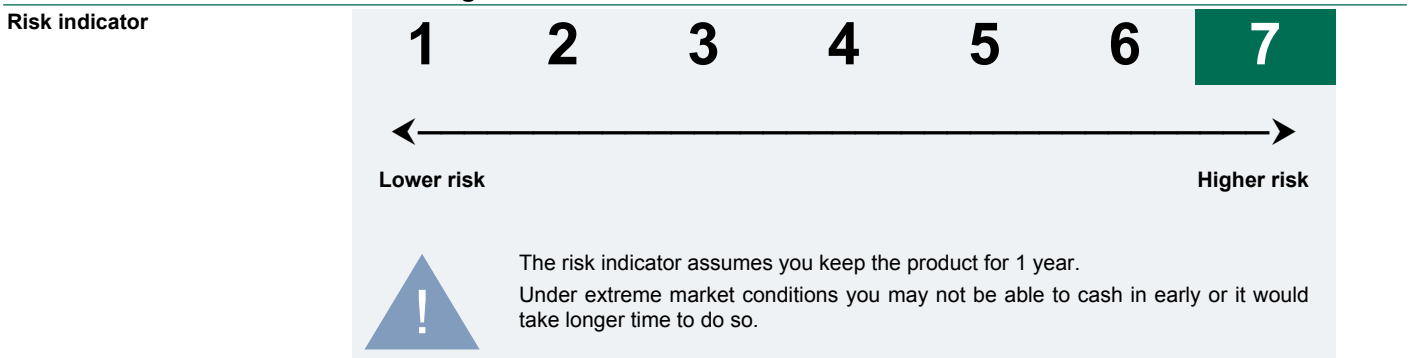 Risk indicator
1 2 3 4 5 6 7
Lower risk Higher risk
!
The risk indicator assumes you keep the product for 1 year.
Under extreme market conditions you may not be able to cash in early or it would
take longer time to do so.